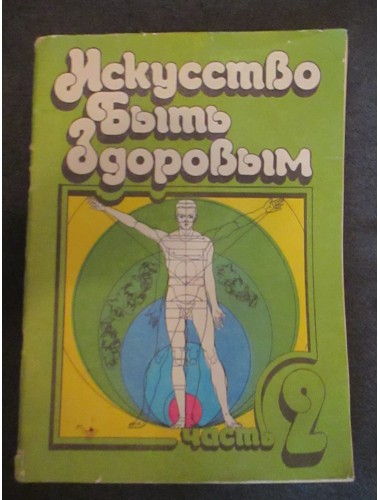 Искусство
Быть
Здоровым
часть 2